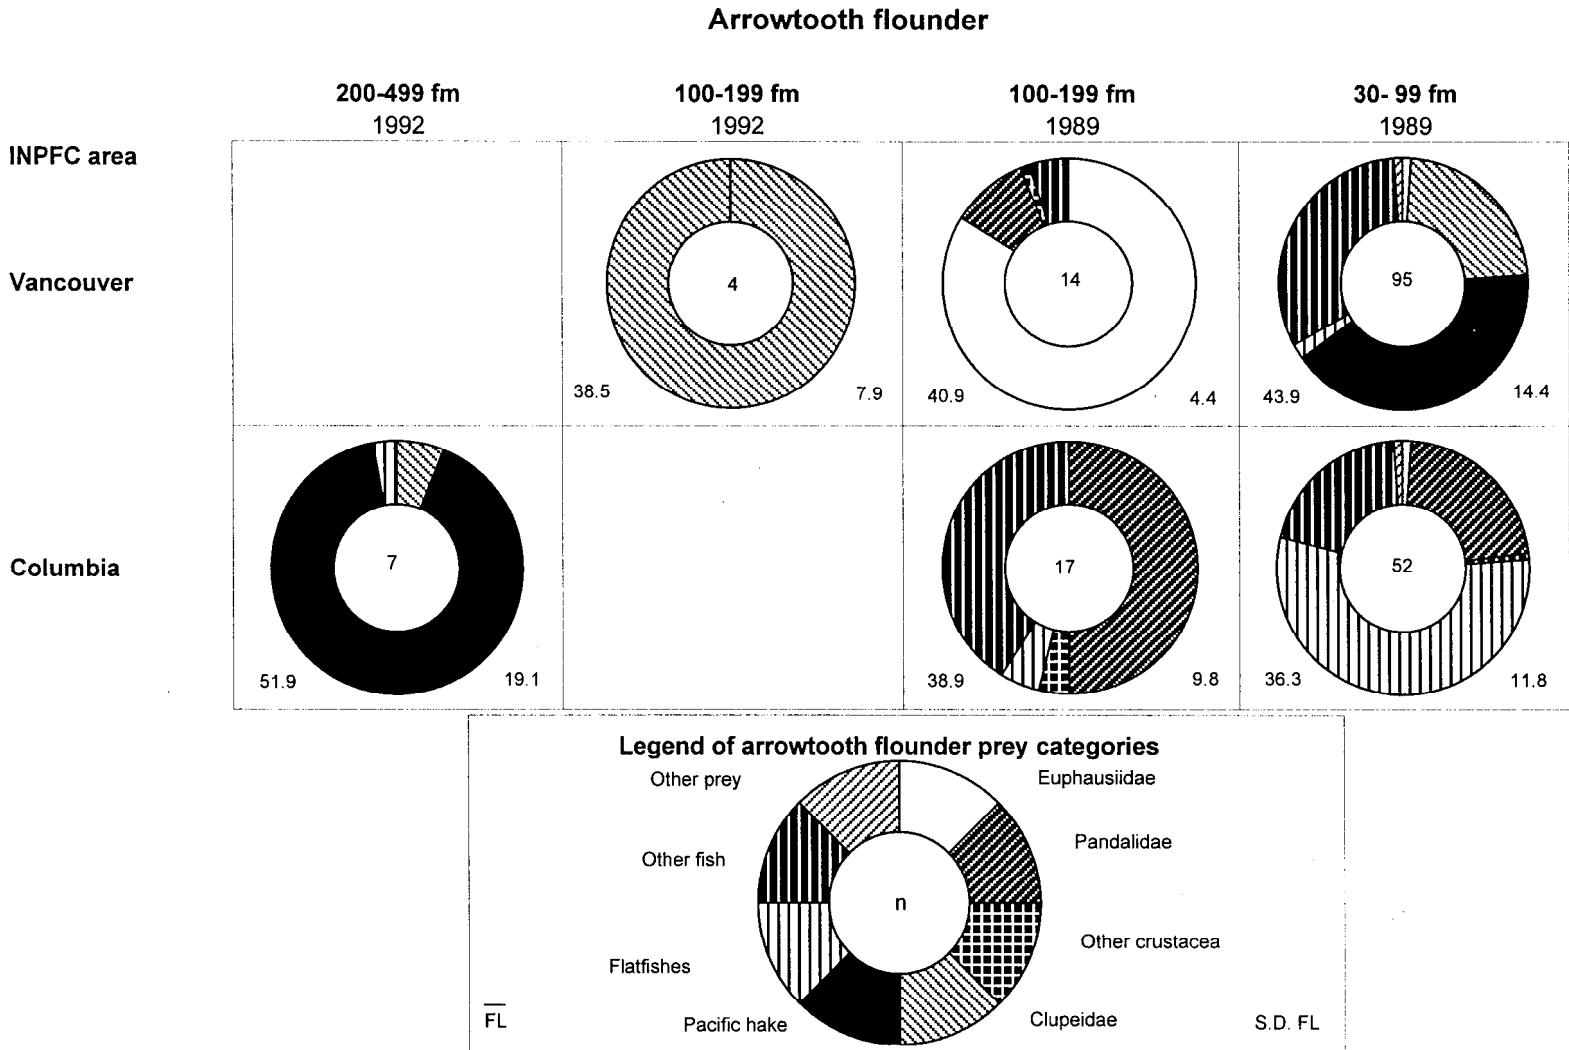 Arrowtooth flounder
200-499 fm 100-199 fm 100-199 fm 30- 99 fm
1992 1992 1989 1989
INPFC area
Vancouver
4 14 95
38.5 7.9 40.9 4.4 43.9 14.4
Columbia
7 17 52
51.9 19.1 38.9 9.8 36.3 11.8
Legend of arrowtooth flounder prey categories
Other prey Euphausiidae
Pandalidae
Other fish
n
Other crustacea
Flatfishes
Pacific hake Clupeidae
F̅L̅ S.D. FL